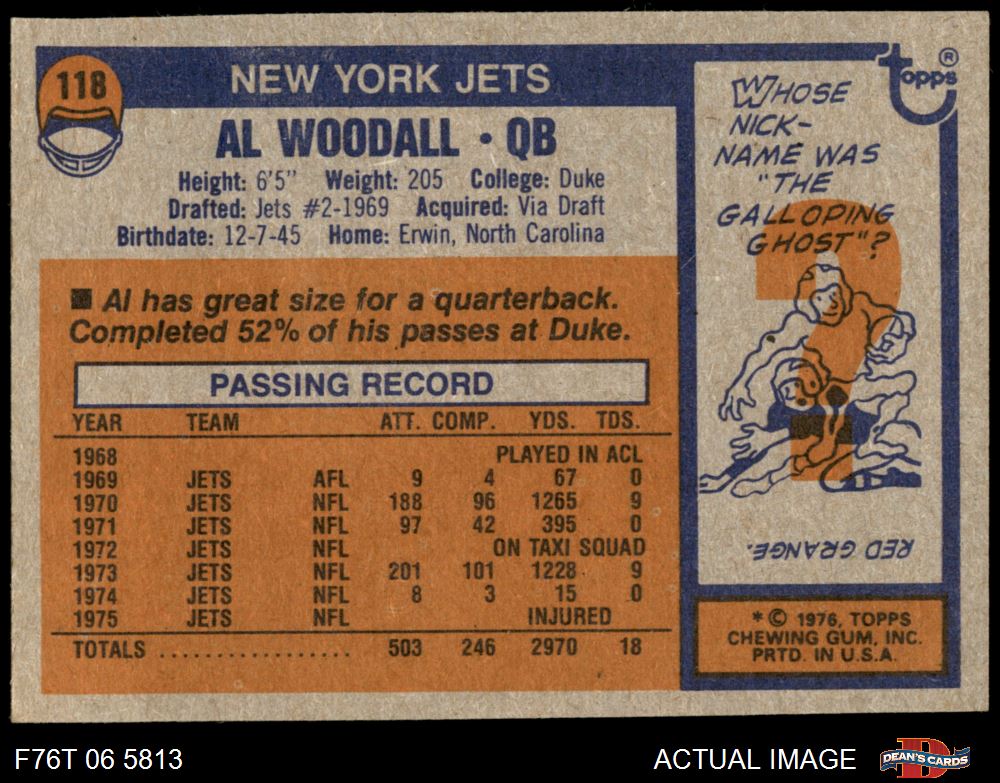 118
NEW YORK JETS
AL WOODALL • QB
Height: 6'5" Weight: 205 College: Duke
Drafted: Jets #2-1969 Acquired: Via Draft
Birthdate: 12-7-45 Home: Erwin, North Carolina
■ Al has great size for a quarterback.
Completed 52% of his passes at Duke.
PASSING RECORD
YEAR TEAM ATT. COMP. YDS. TDS.
1968 PLAYED IN ACL
1969 JETS AFL 9 4 67 0
1970 JETS NFL 188 96 1265 9
1971 JETS NFL 97 42 395 0
1972 JETS NFL ON TAXI SQUAD
1973 JETS NFL 201 101 1228 9
1974 JETS NFL 8 3 15 0
1975 JETS NFL INJURED
TOTALS .................. 503 246 2970 18
topps®
WHOSE
NICK-
NAME WAS
"THE
GALLOPING
GHOST"?
RED GRANGE.
*© 1976, TOPPS
CHEWING GUM, INC.
PRTD. IN U.S.A.
F76T 06 5813
ACTUAL IMAGE
DEAN'S CARDS